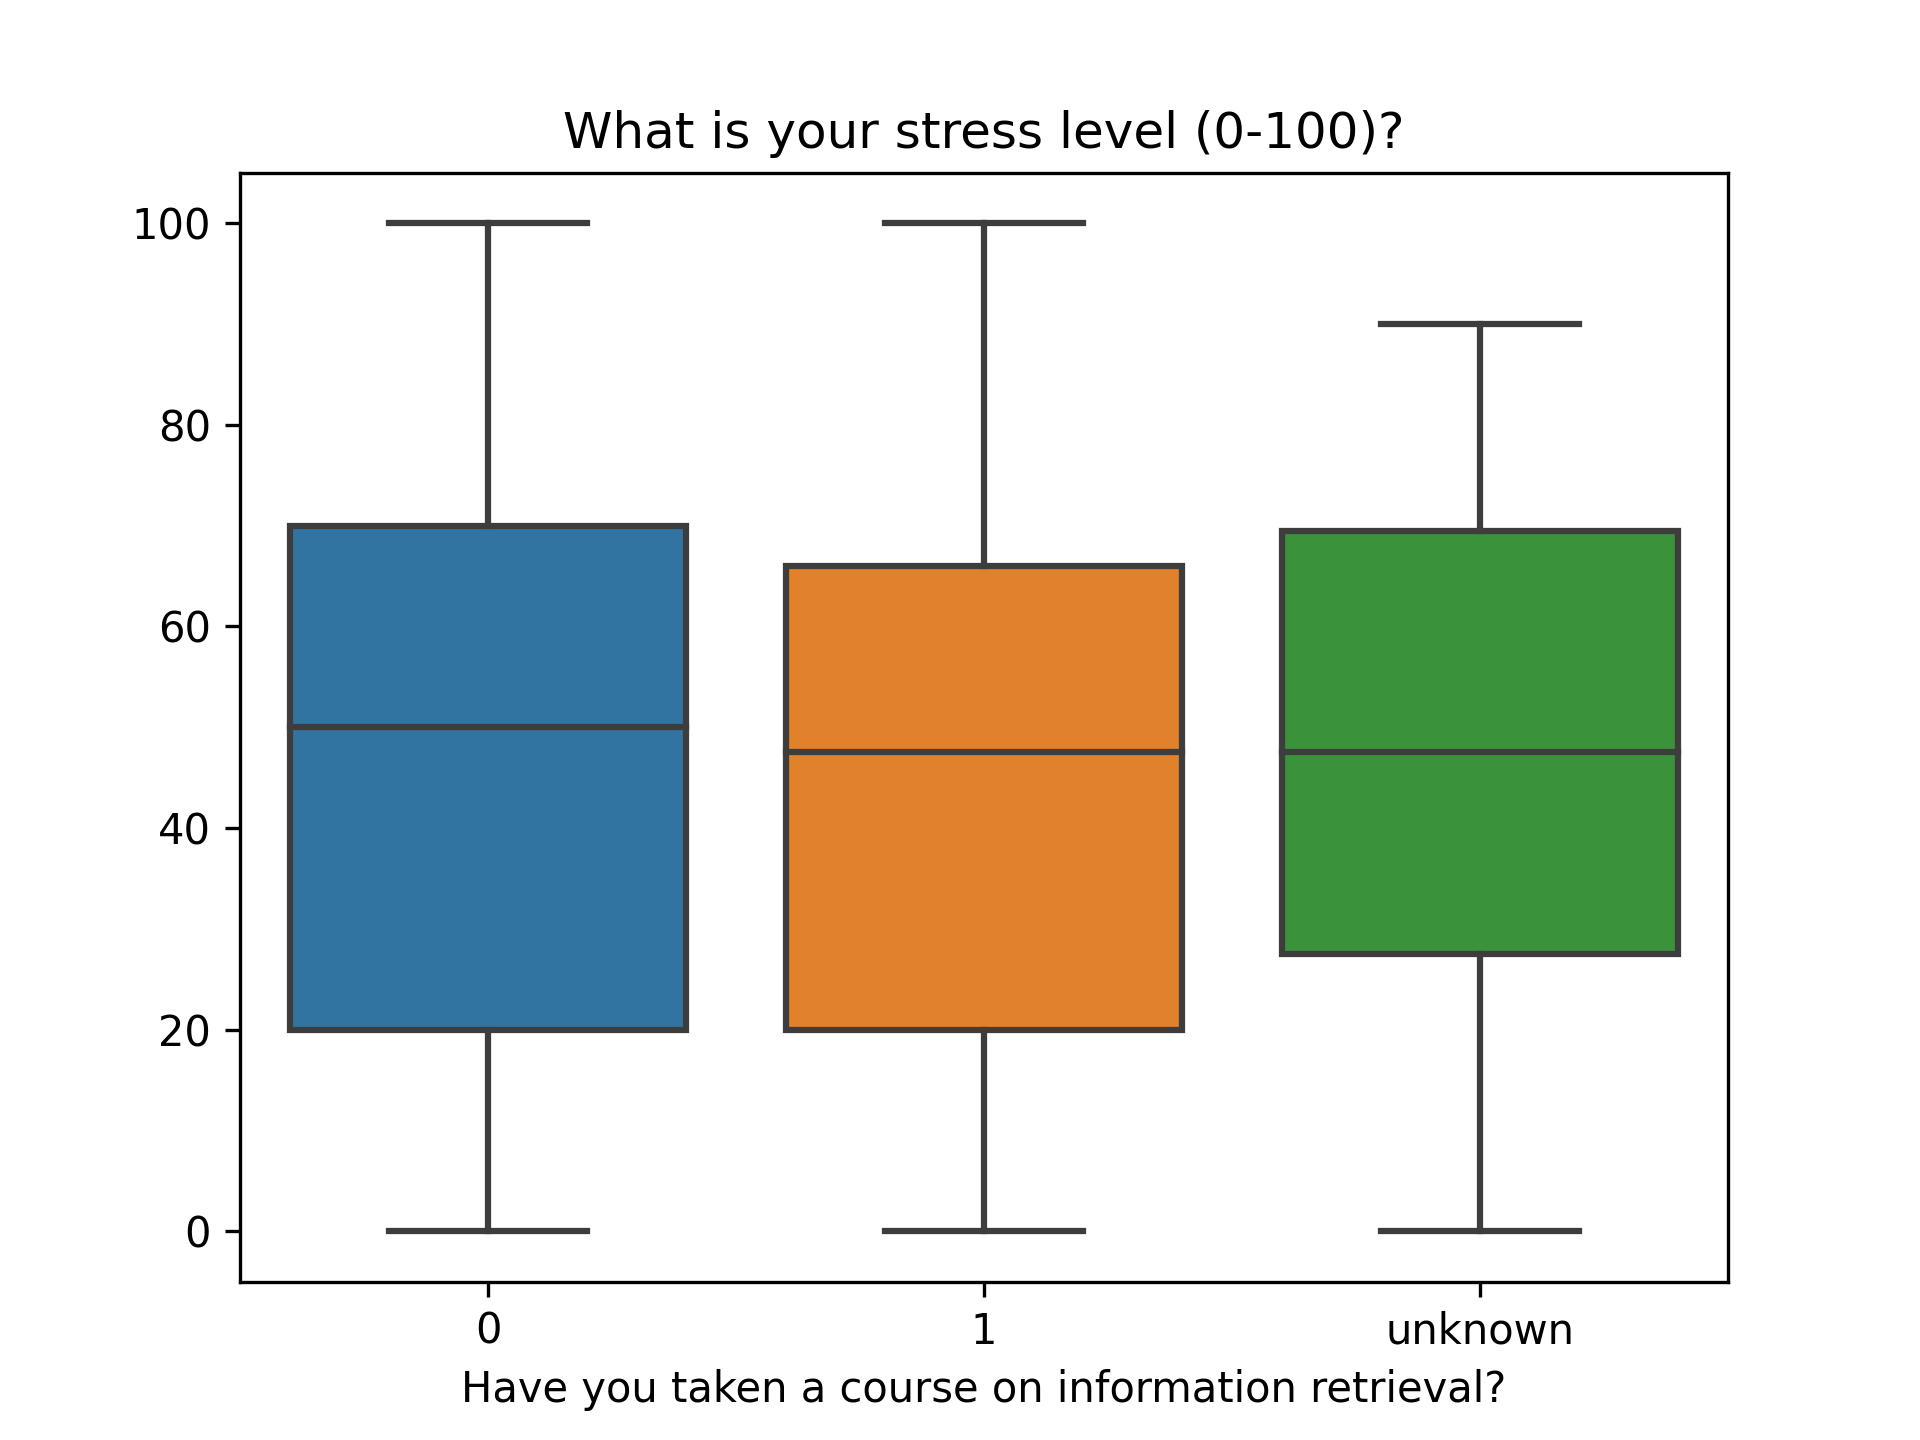 What is your stress level (0-100)?
100
80
60
40
20
0
0 1 unknown
Have you taken a course on information retrieval?